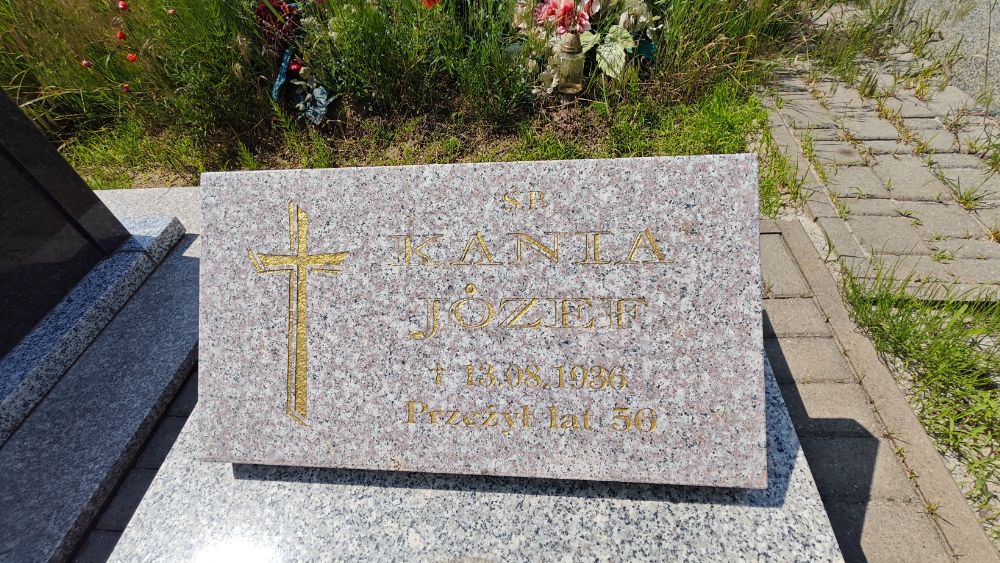 Ś.P.
KANIA
JÓZEF
† 13.08.1936
Przeżył lat 56